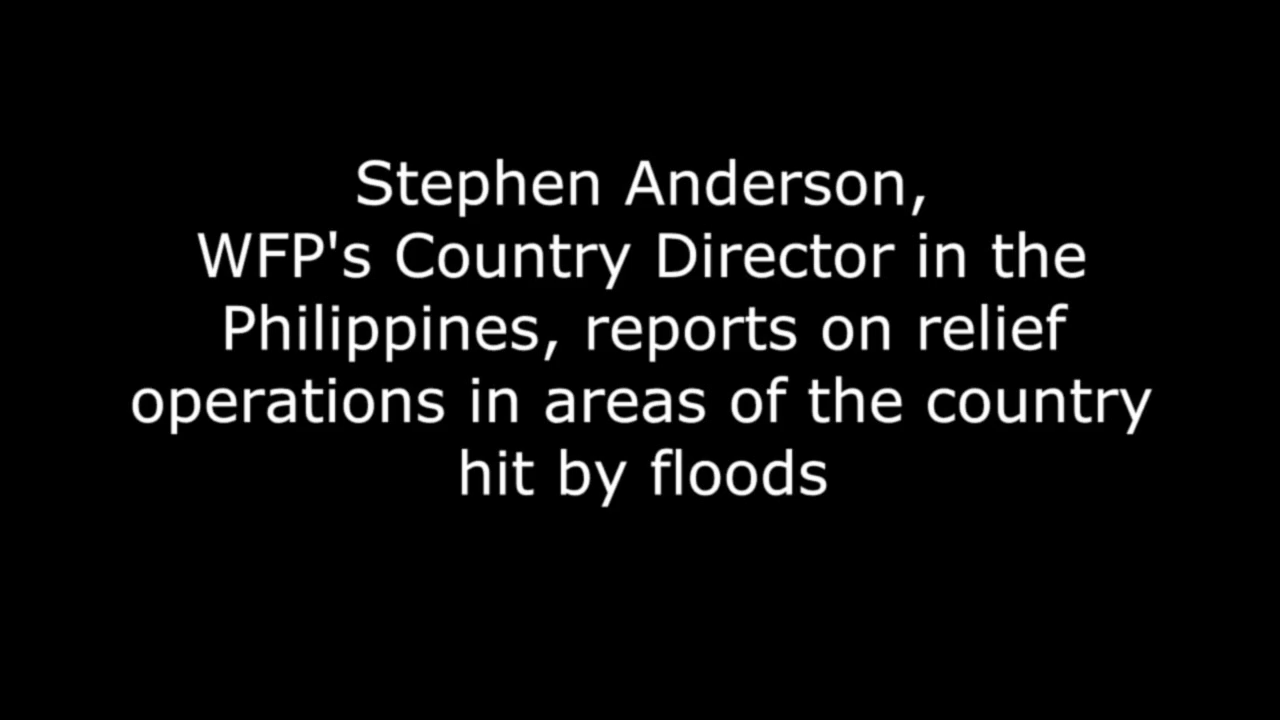 Stephen Anderson,
WFP's Country Director in the
Philippines, reports on relief
operations in areas of the country
hit by floods